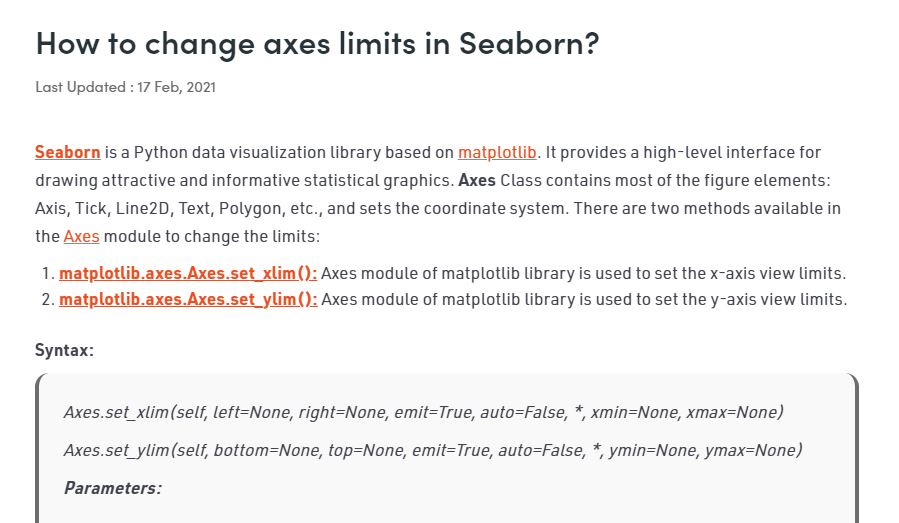 How to change axes limits in Seaborn?
Last Updated : 17 Feb, 2021
Seaborn is a Python data visualization library based on matplotlib. It provides a high-level interface for
drawing attractive and informative statistical graphics. Axes Class contains most of the figure elements:
Axis, Tick, Line2D, Text, Polygon, etc., and sets the coordinate system. There are two methods available in
the Axes module to change the limits:
1. matplotlib.axes.Axes.set_xlim(): Axes module of matplotlib library is used to set the x-axis view limits.
2. matplotlib.axes.Axes.set_ylim(): Axes module of matplotlib library is used to set the y-axis view limits.
Syntax:
Axes.set_xlim(self, left=None, right=None, emit=True, auto=False, *, xmin=None, xmax=None)
Axes.set_ylim(self, bottom=None, top=None, emit=True, auto=False, *, ymin=None, ymax=None)
Parameters: